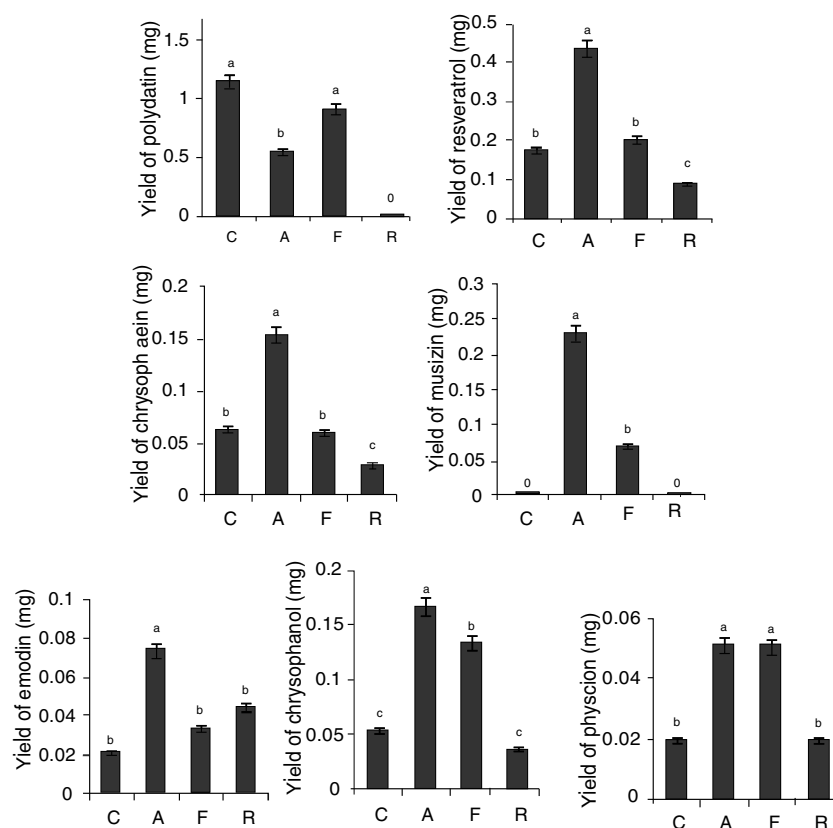 Yield of polydatin (mg)
1.5
1
0.5
0
a
b
a
0
C A F R
Yield of resveratrol (mg)
0.5
0.4
0.3
0.2
0.1
0
b
a
b
c
C A F R
Yield of chrysoph aein (mg)
0.2
0.15
0.1
0.05
0
b
a
b
c
C A F R
Yield of musizin (mg)
0.3
0.25
0.2
0.1
0.05
0
0
a
b
0
C A F R
Yield of emodin (mg)
0.1
0.08
0.06
0.04
0.02
0
b
a
b
b
C A F R
Yield of chrysophanol (mg)
0.2
0.15
0.1
0.05
0
c
a
b
c
C A F R
Yield of physcion (mg)
0.06
0.04
0.02
0
b
a
a
b
C A F R